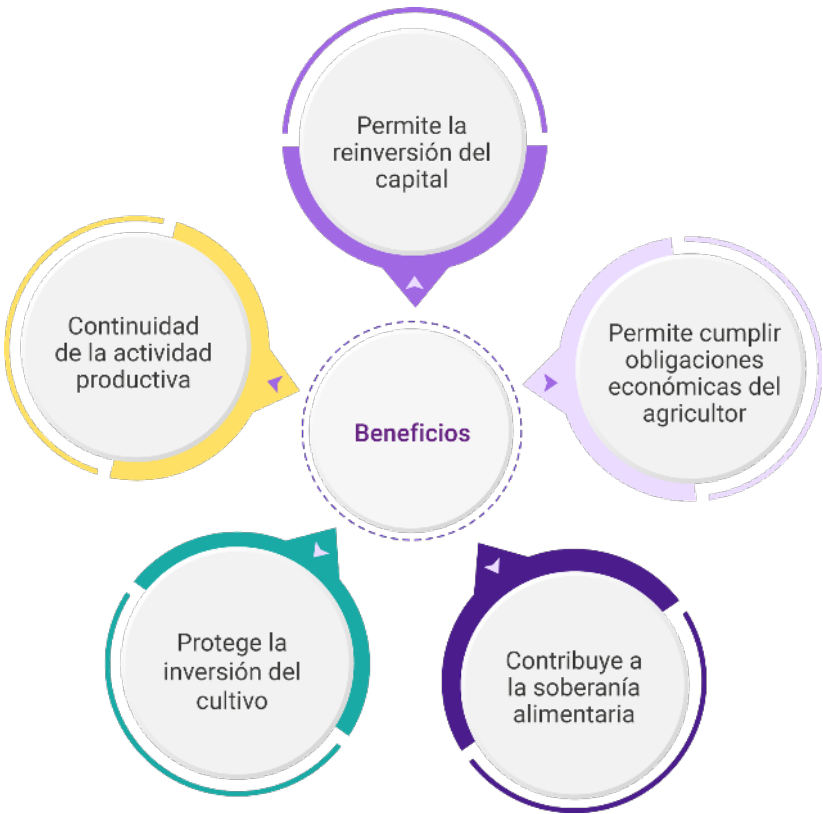 Permite la
reinversión del
capital
Continuidad
de la actividad
productiva
Permite cumplir
obligaciones
económicas del
agricultor
Beneficios
Protege la
inversión del
cultivo
Contribuye a
la soberanía
alimentaria